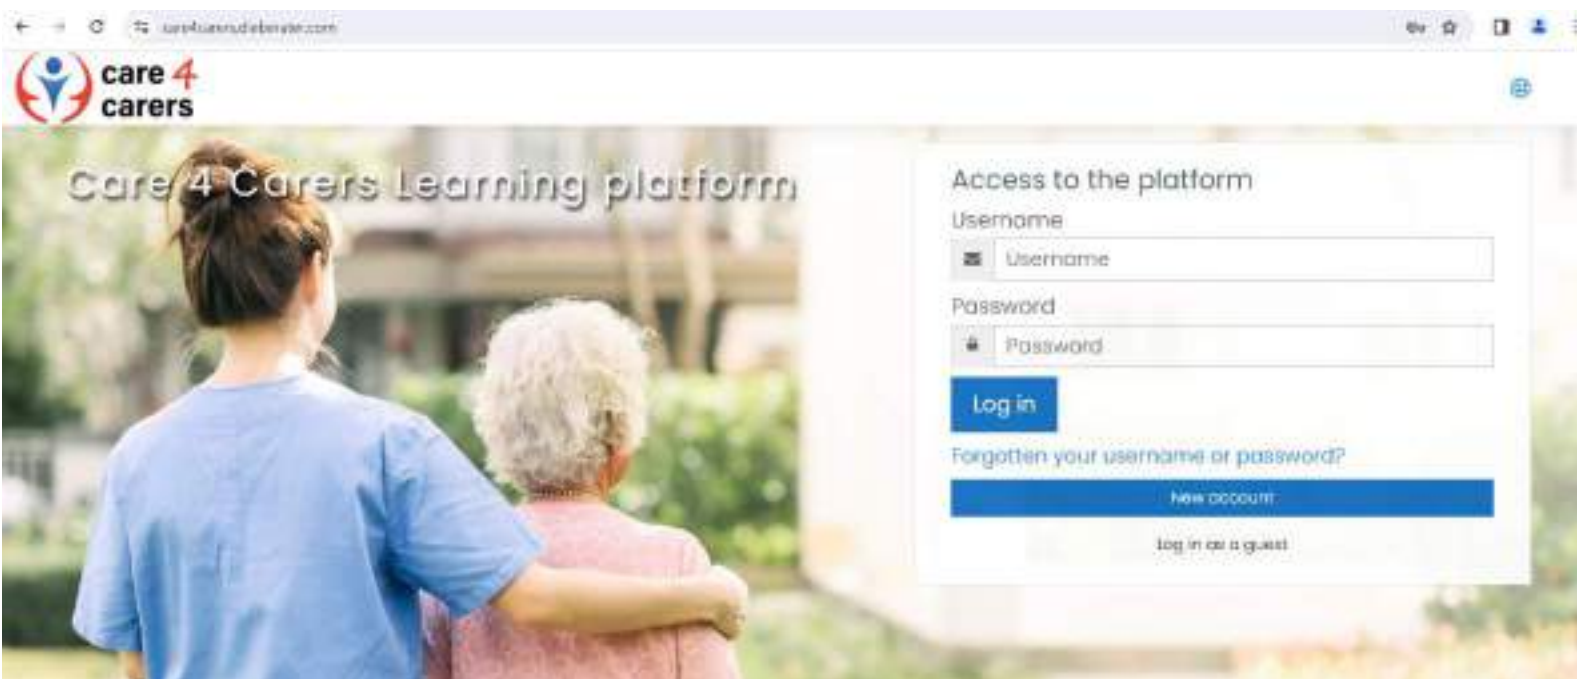 care 4
carers
Care 4 Carers Learning platform
Access to the platform
Username
Username
Password
Password
Log in
Forgotten your username or password?
New account
Log in as a guest